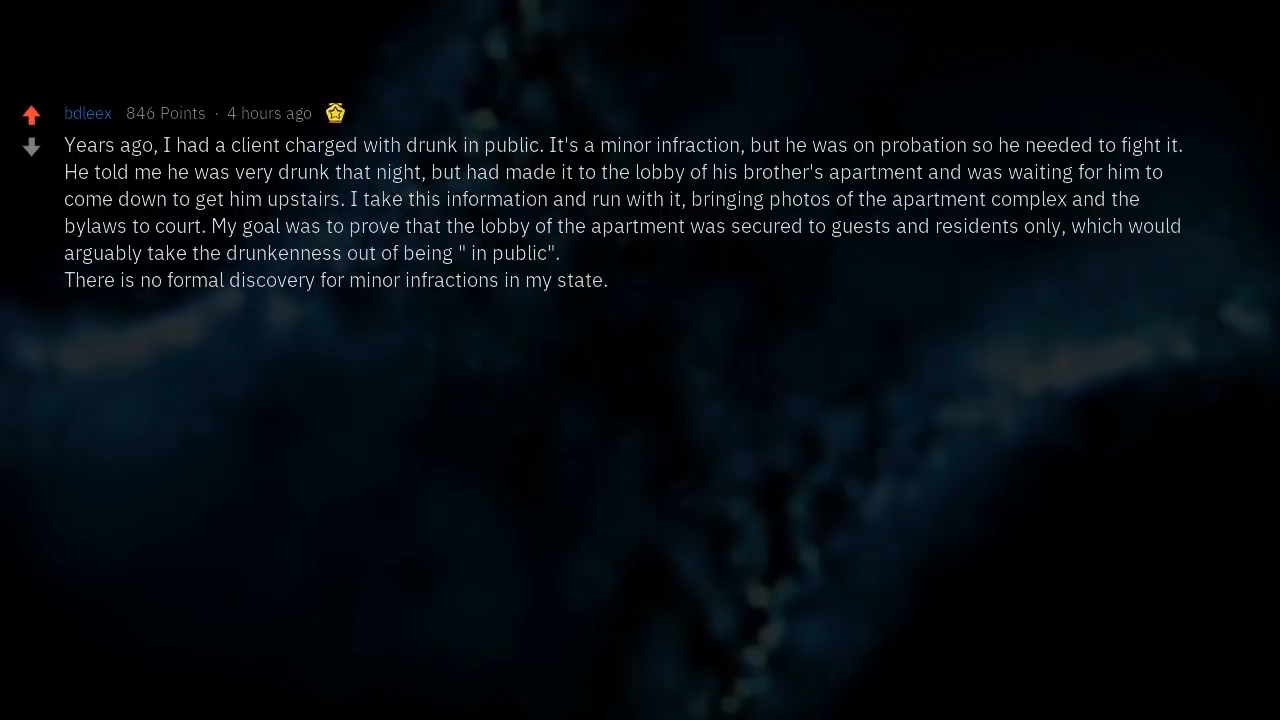 bdleex 846 Points · 4 hours ago
Years ago, I had a client charged with drunk in public. It's a minor infraction, but he was on probation so he needed to fight it.
He told me he was very drunk that night, but had made it to the lobby of his brother's apartment and was waiting for him to
come down to get him upstairs. I take this information and run with it, bringing photos of the apartment complex and the
bylaws to court. My goal was to prove that the lobby of the apartment was secured to guests and residents only, which would
arguably take the drunkenness out of being " in public".
There is no formal discovery for minor infractions in my state.